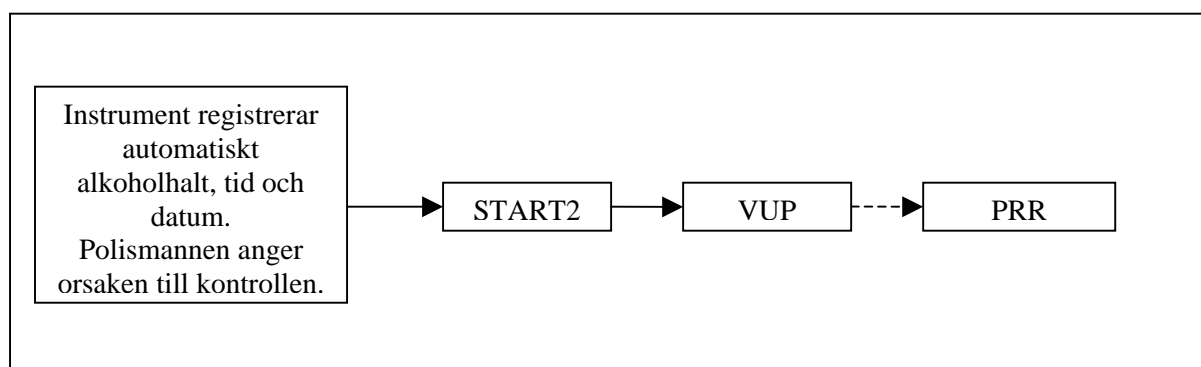 Instrument registrerar
automatiskt
alkoholhalt, tid och
datum.
Polismannen anger
orsaken till kontrollen.
START2
VUP
PRR